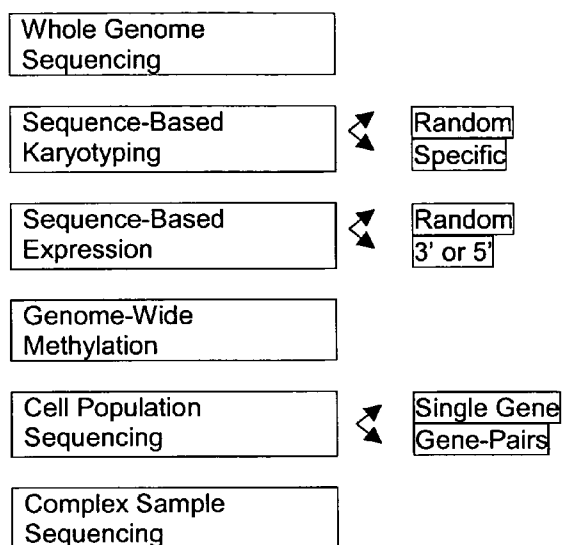 Whole Genome
Sequencing
Sequence-Based
Karyotyping
Random
Specific
Sequence-Based
Expression
Random
3' or 5'
Genome-Wide
Methylation
Cell Population
Sequencing
Single Gene
Gene-Pairs
Complex Sample
Sequencing